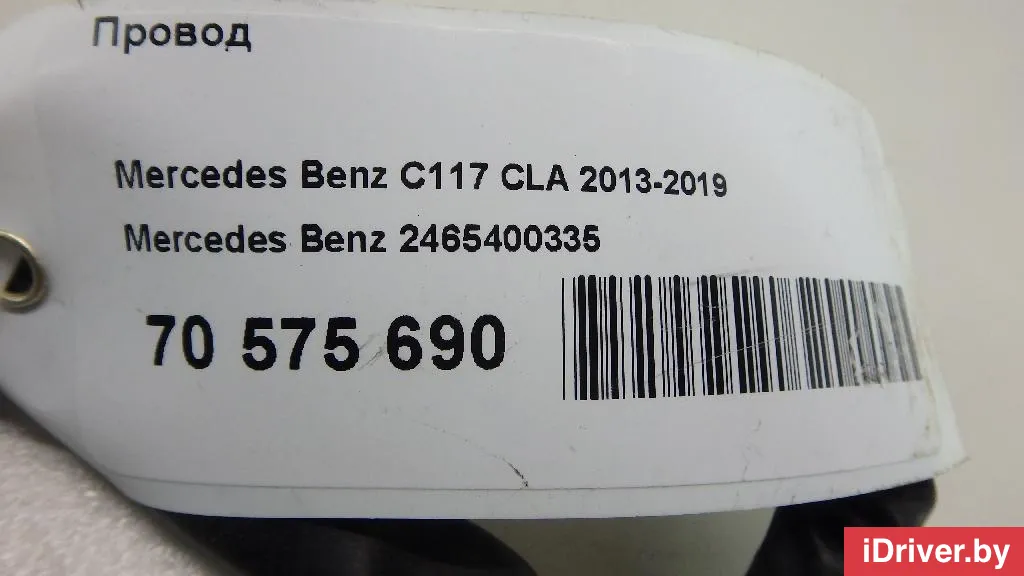 Провод
Mercedes Benz C117 CLA 2013-2019
Mercedes Benz 2465400335
70 575 690
iDriver.by